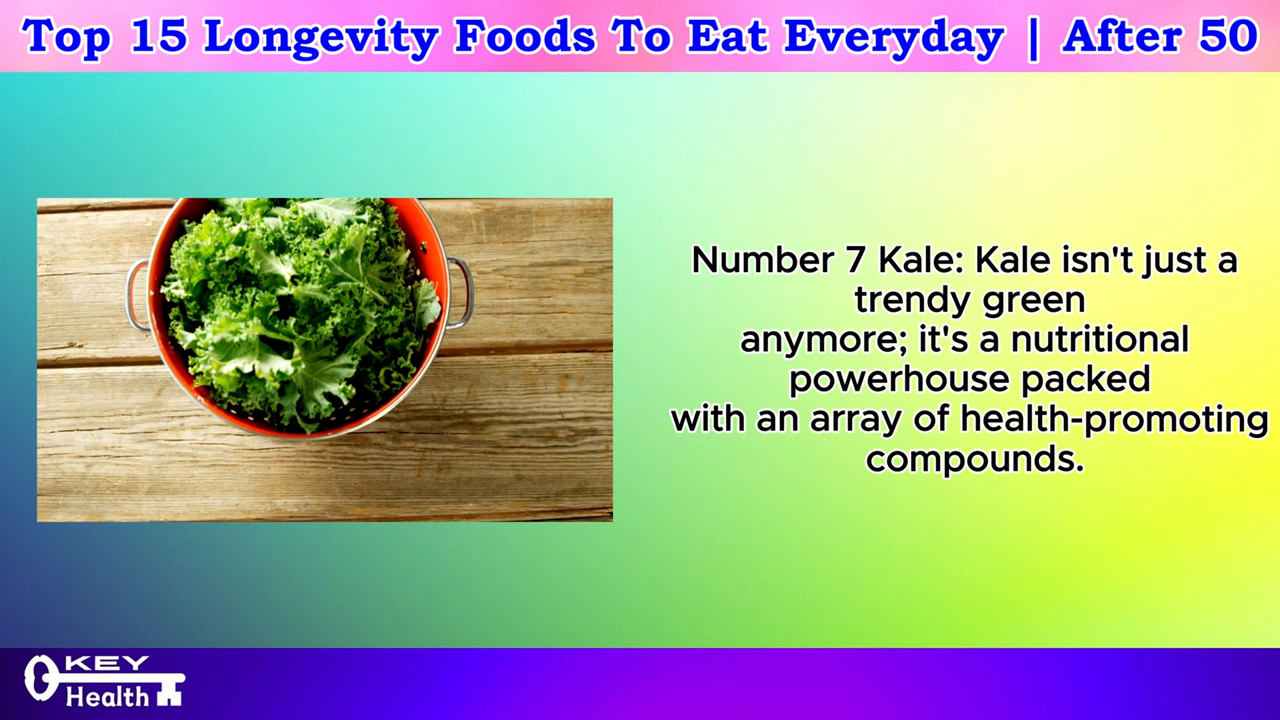 Top 15 Longevity Foods To Eat Everyday | After 50
Number 7 Kale: Kale isn't just a
trendy green
anymore; it's a nutritional
powerhouse packed
with an array of health-promoting
compounds.
KEY
Health